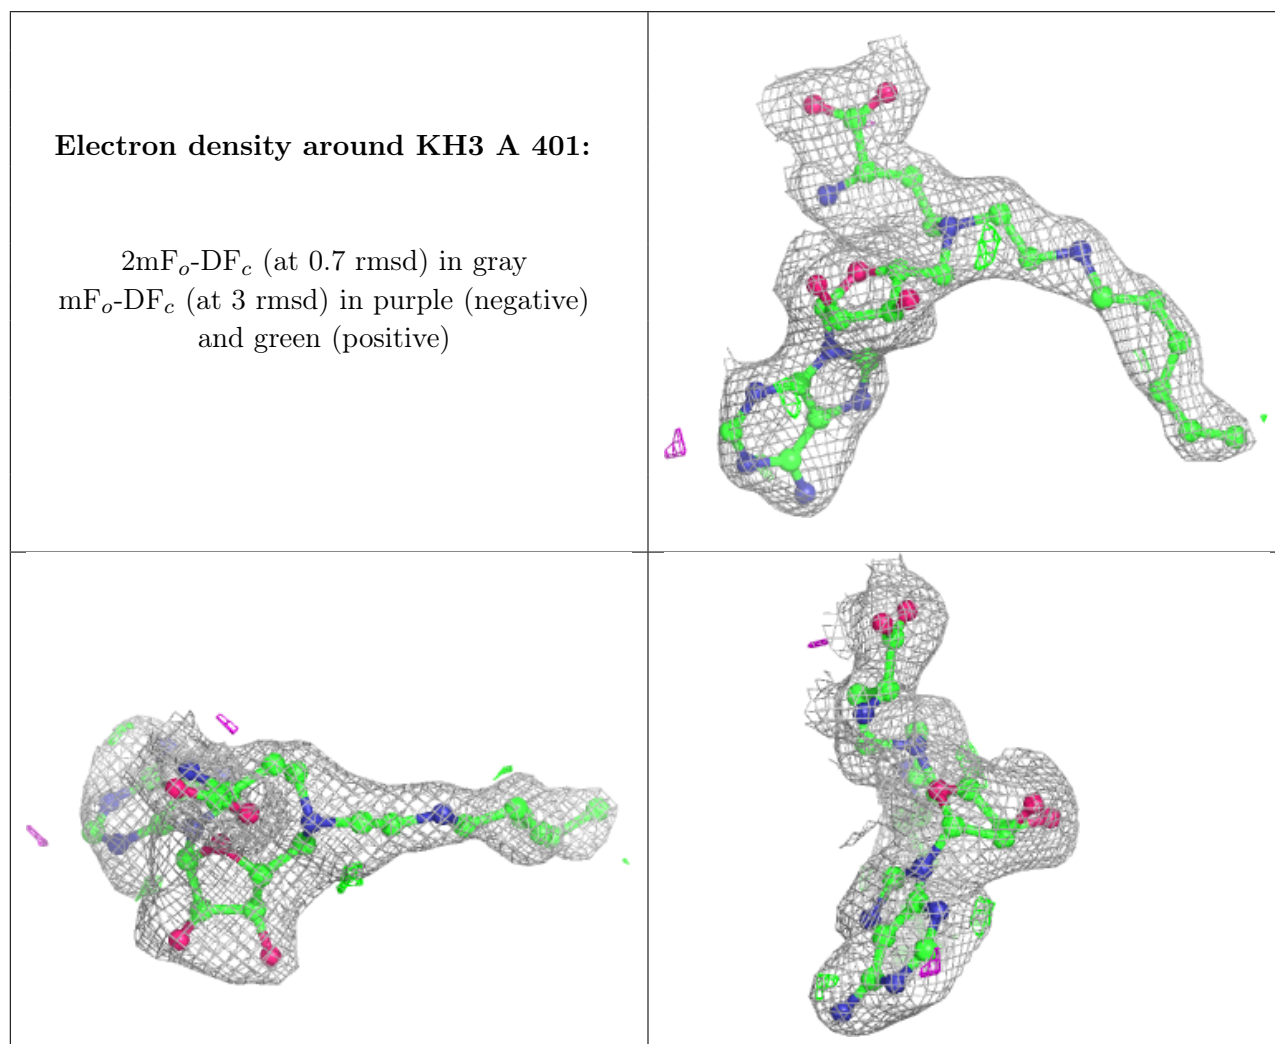 Electron density around KH3 A 401:
2mFo-DFc (at 0.7 rmsd) in gray
mFo-DFc (at 3 rmsd) in purple (negative)
and green (positive)